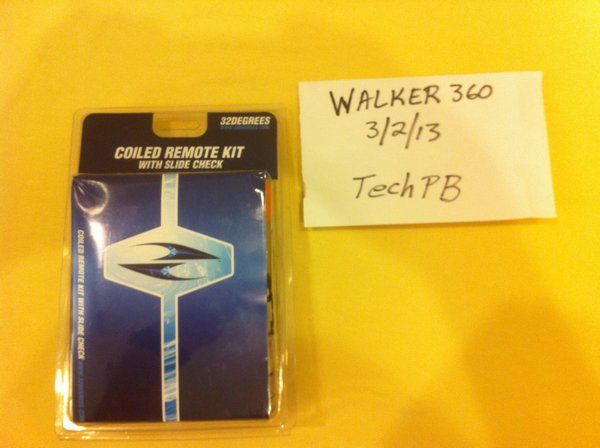 32DEGREES
COILED REMOTE KIT
WITH SLIDE CHECK
COILED REMOTE KIT WITH SLIDE CHECK
WALKER 360
3/2/13
TechPB